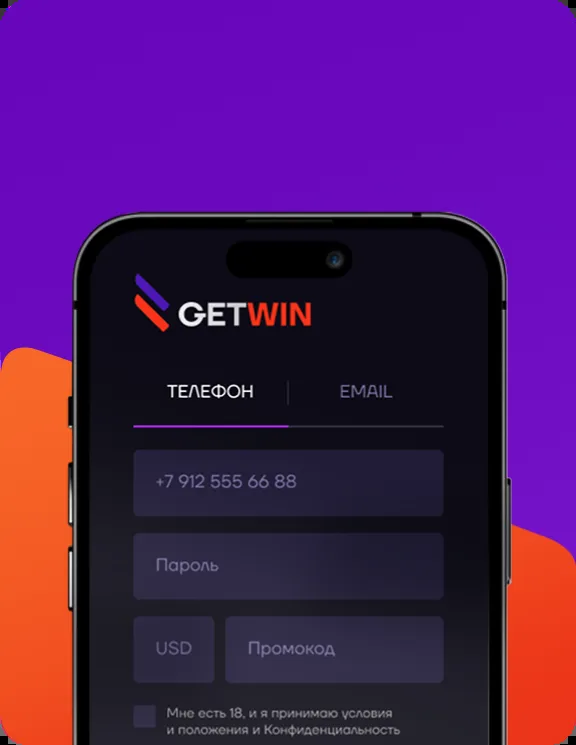 GETWIN
ТЕЛЕФОН
EMAIL
+7 912 555 66 88
Пароль
USD
Промокод
Мне есть 18, и я принимаю условия
и положения и Конфиденциальность